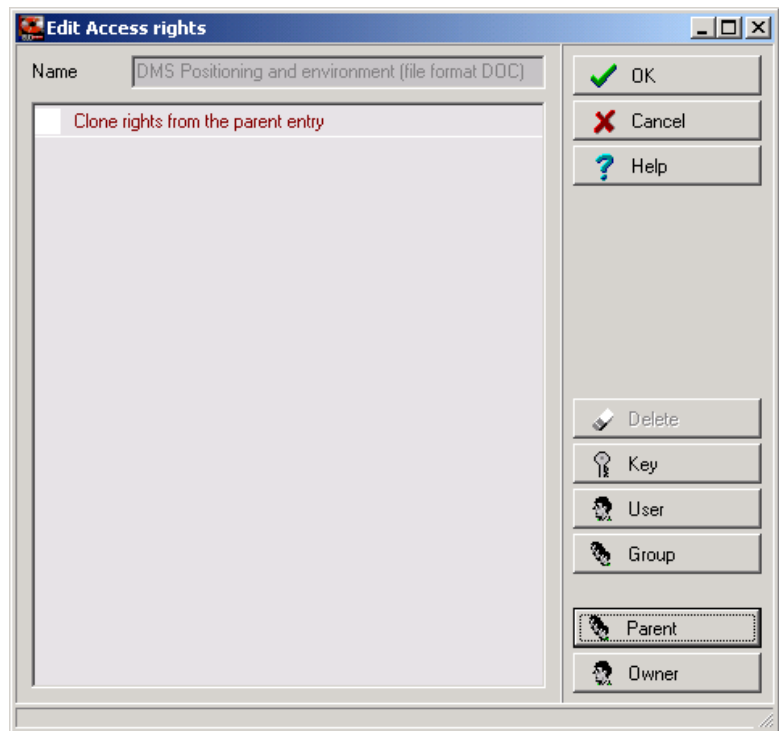 Edit Access rights
Name
DMS Positioning and environment (file format DOC)
Clone rights from the parent entry
OK
Cancel
Help
Delete
Key
User
Group
Parent
Owner